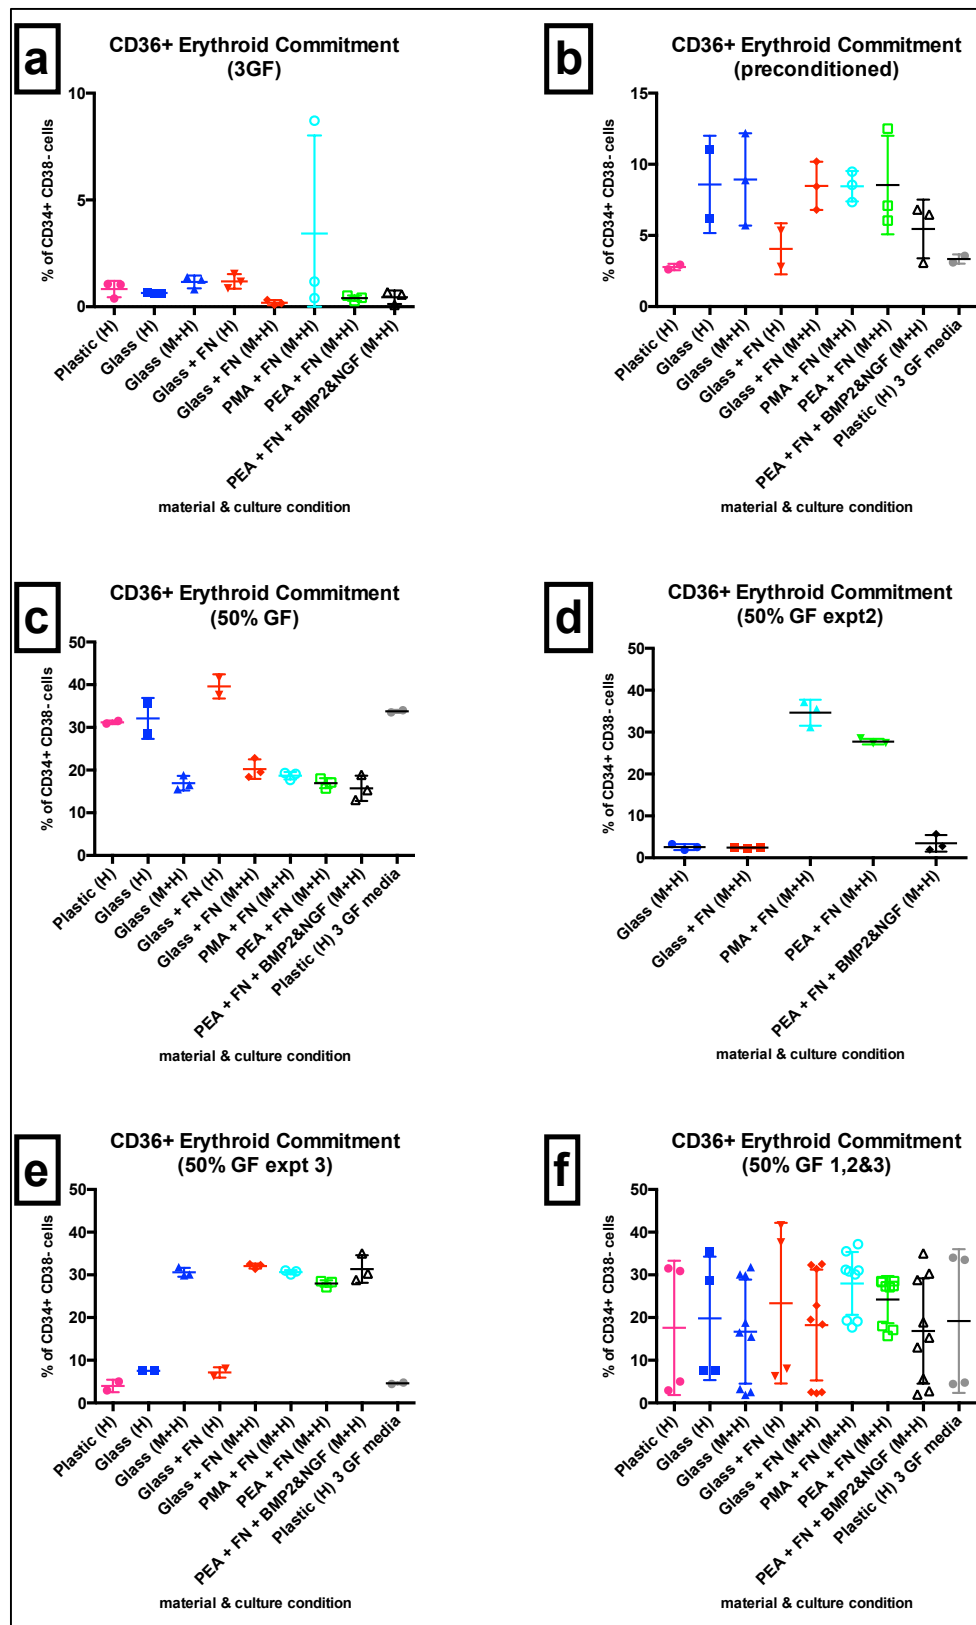 a
CD36+ Erythroid Commitment
(3GF)
% of CD34+ CD38- cells
10
5
0
Plastic (H)
Glass (H)
Glass (M+H)
Glass + FN (H)
Glass + FN (M+H)
PMA + FN (M+H)
PEA + FN (M+H)
PEA + FN + BMP2&NGF (M+H)
material & culture condition
b
CD36+ Erythroid Commitment
(preconditioned)
% of CD34+ CD38- cells
15
10
5
0
Plastic (H)
Glass (H)
Glass (M+H)
Glass + FN (H)
Glass + FN (M+H)
PMA + FN (M+H)
PEA + FN (M+H)
PEA + FN + BMP2&NGF (M+H)
Plastic (H) 3 GF media
material & culture condition
c
CD36+ Erythroid Commitment
(50% GF)
% of CD34+ CD38- cells
50
40
30
20
10
0
Plastic (H)
Glass (H)
Glass (M+H)
Glass + FN (H)
Glass + FN (M+H)
PMA + FN (M+H)
PEA + FN (M+H)
PEA + FN + BMP2&NGF (M+H)
Plastic (H) 3 GF media
material & culture condition
d
CD36+ Erythroid Commitment
(50% GF expt2)
% of CD34+ CD38- cells
50
40
30
20
10
0
Glass (M+H)
Glass + FN (M+H)
PMA + FN (M+H)
PEA + FN (M+H)
PEA + FN + BMP2&NGF (M+H)
material & culture condition
e
CD36+ Erythroid Commitment
(50% GF expt 3)
% of CD34+ CD38- cells
50
40
30
20
10
0
Plastic (H)
Glass (H)
Glass (M+H)
Glass + FN (H)
Glass + FN (M+H)
PMA + FN (M+H)
PEA + FN (M+H)
PEA + FN + BMP2&NGF (M+H)
Plastic (H) 3 GF media
material & culture condition
f
CD36+ Erythroid Commitment
(50% GF 1,2&3)
% of CD34+ CD38- cells
50
40
30
20
10
0
Plastic (H)
Glass (H)
Glass (M+H)
Glass + FN (H)
Glass + FN (M+H)
PMA + FN (M+H)
PEA + FN (M+H)
PEA + FN + BMP2&NGF (M+H)
Plastic (H) 3 GF media
material & culture condition